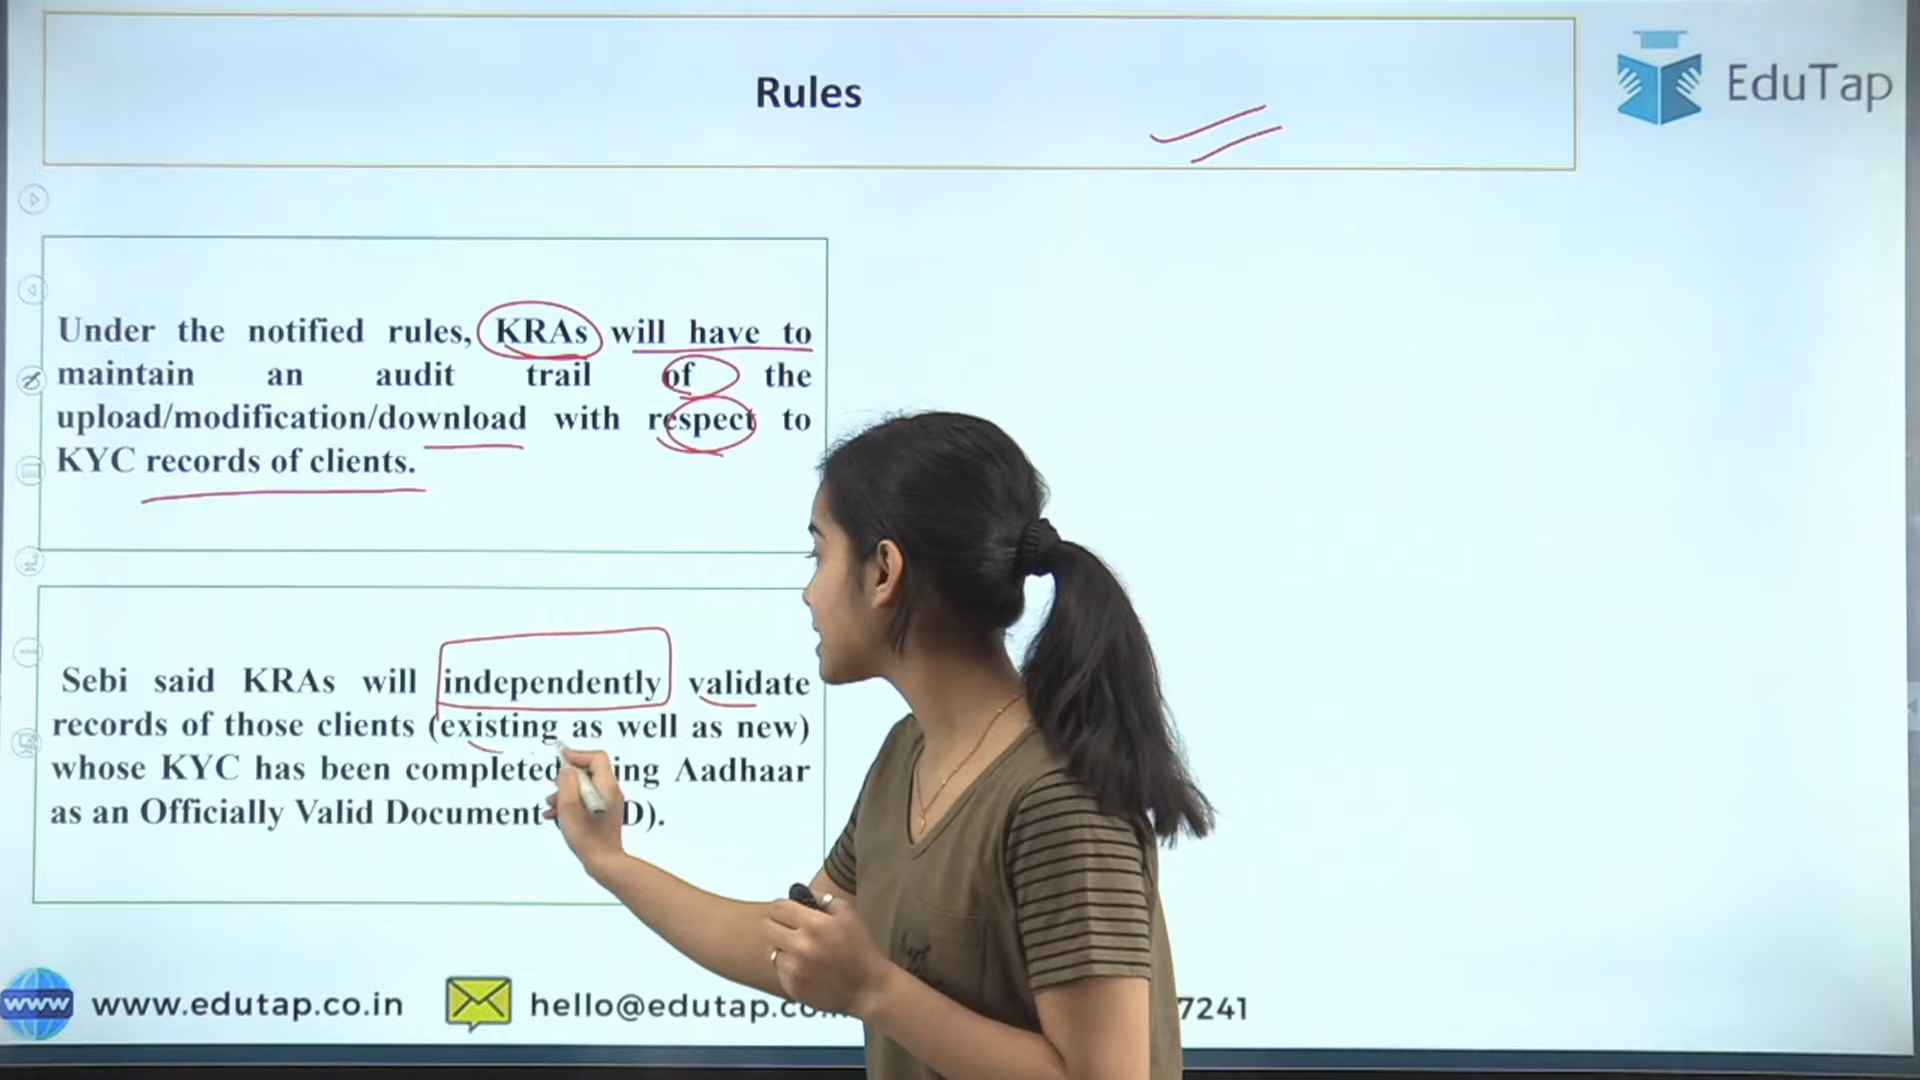 Rules
EduTap
Under the notified rules, KRAs will have to
maintain an audit trail of the
upload/modification/download with respect to
KYC records of clients.
Sebi said KRAs will independently validate
records of those clients (existing as well as new)
whose KYC has been completed Aadhaar
as an Officially Valid Document
www www.edutap.co.in hello@edutap.co 7241